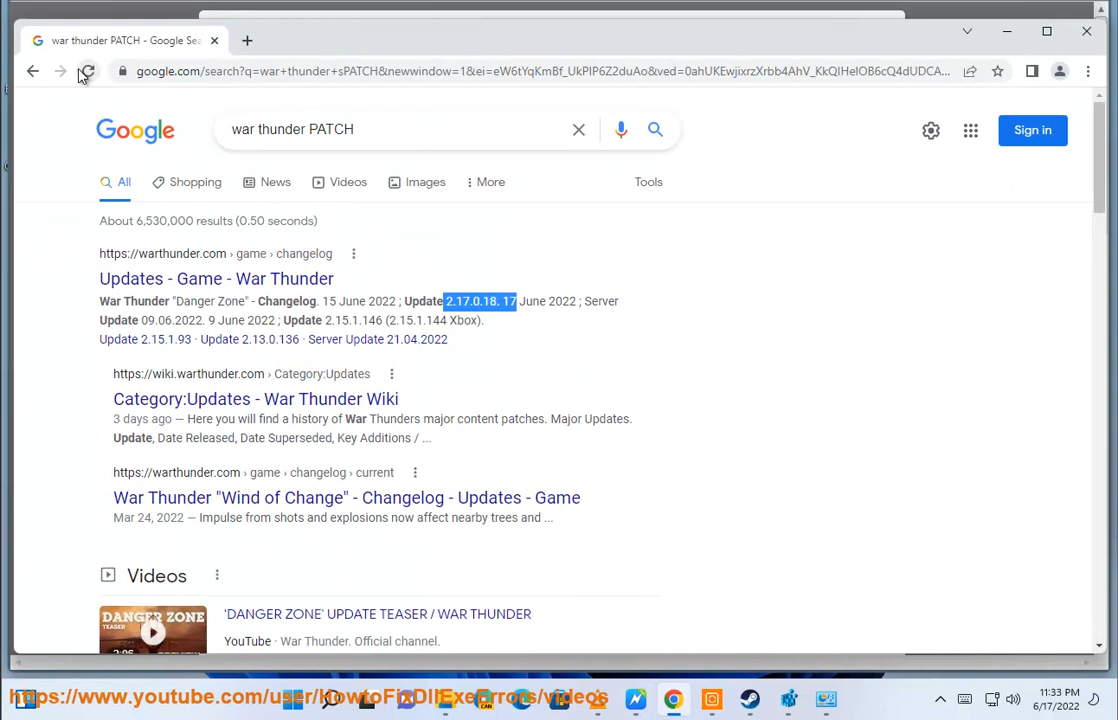 war thunder PATCH - Google Sea
google.com/search?q=war+thunder+sPATCH&newwindow=1&ei=eW6tYqKmBf_UkPIP6Z2duAo&ved=0ahUKEwjixrzXrbb4AhV_KkQIHelOB6cQ4dUDCA...
Google
war thunder PATCH
Sign in
All
Shopping
News
Videos
Images
More
Tools
About 6,530,000 results (0.50 seconds)
https://warthunder.com › game › changelog
Updates - Game - War Thunder
War Thunder "Danger Zone" - Changelog. 15 June 2022 ; Update 2.17.0.18. 17 June 2022 ; Server
Update 09.06.2022. 9 June 2022 ; Update 2.15.1.146 (2.15.1.144 Xbox).
Update 2.15.1.93 · Update 2.13.0.136 · Server Update 21.04.2022
https://wiki.warthunder.com › Category:Updates
Category:Updates - War Thunder Wiki
3 days ago — Here you will find a history of War Thunders major content patches. Major Updates.
Update, Date Released, Date Superseded, Key Additions / ...
https://warthunder.com › game › changelog › current
War Thunder "Wind of Change" - Changelog - Updates - Game
Mar 24, 2022 — Impulse from shots and explosions now affect nearby trees and ...
Videos
DANGER ZONE
TEASER
2:06
'DANGER ZONE' UPDATE TEASER / WAR THUNDER
YouTube · War Thunder. Official channel.
https://www.youtube.com/user/HowtoFixDllExeErrors/videos
CAN
11:33 PM
6/17/2022